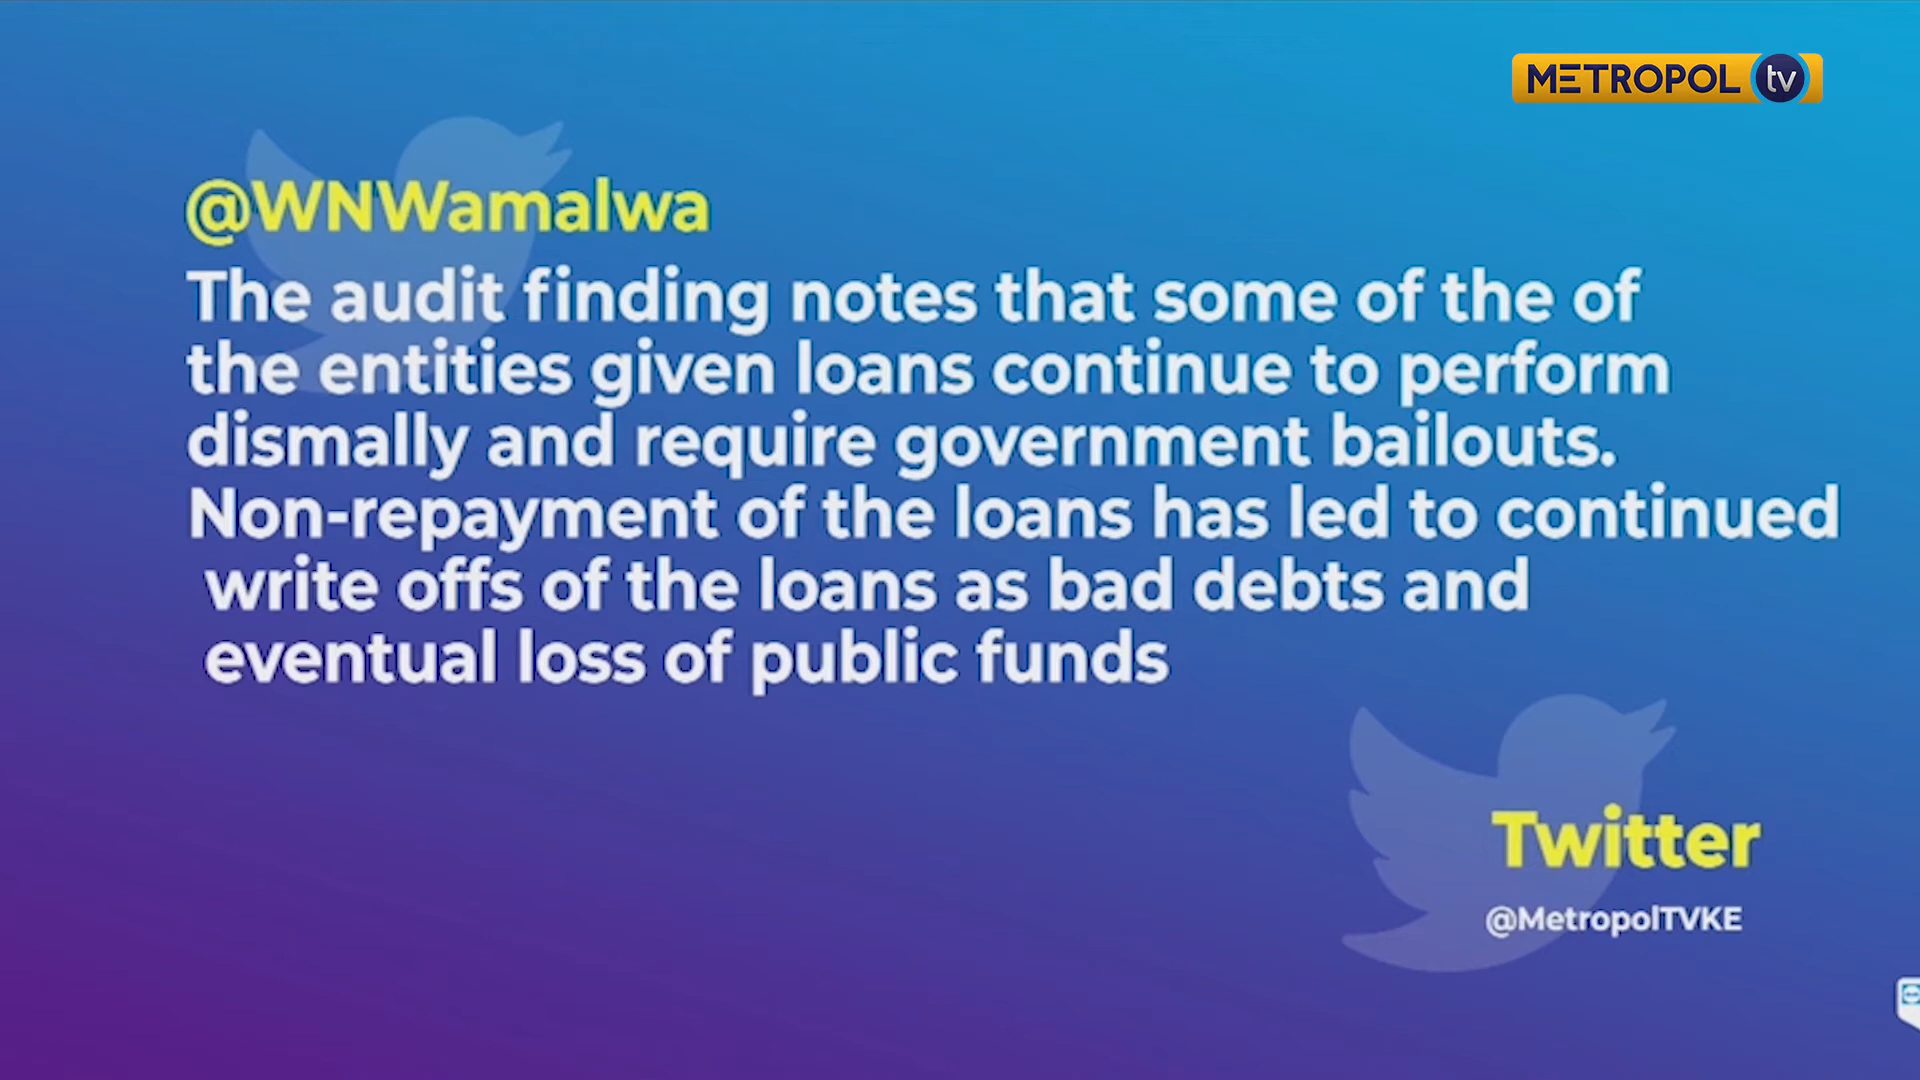 METROPOL tv
@WNWamalwa
The audit finding notes that some of the of
the entities given loans continue to perform
dismally and require government bailouts.
Non-repayment of the loans has led to continued
write offs of the loans as bad debts and
eventual loss of public funds
Twitter
@MetropolTVKE